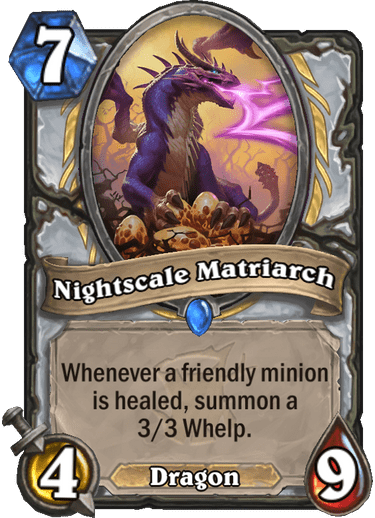 7
Nightscale Matriarch
Whenever a friendly minion
is healed, summon a
3/3 Whelp.
4
Dragon
9